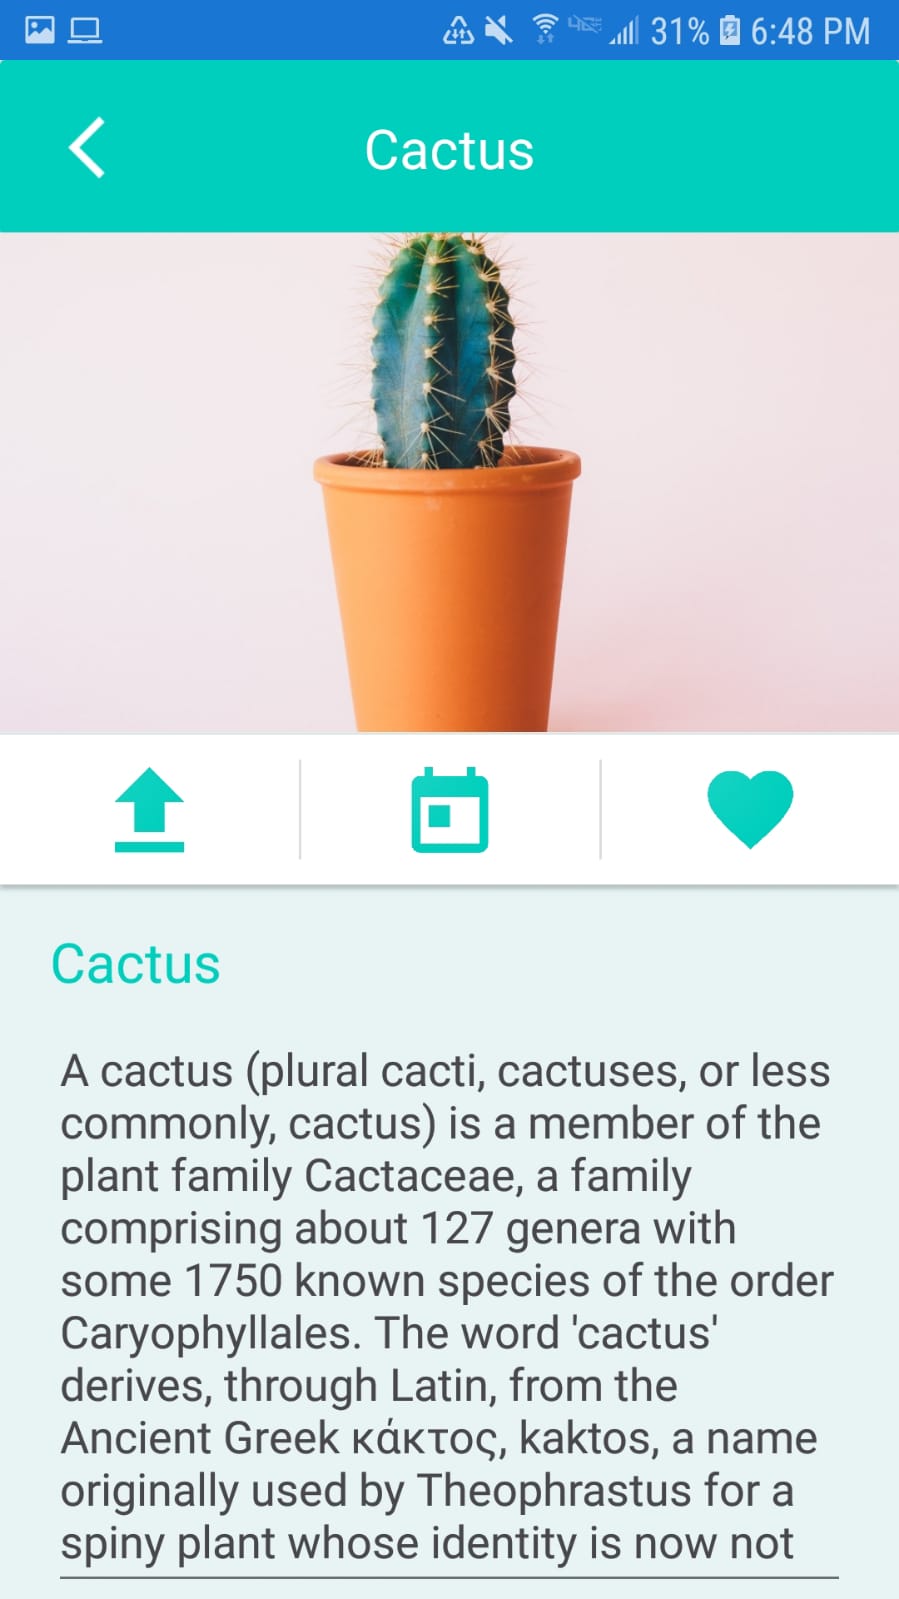 31% 6:48 PM
Cactus
Cactus
A cactus (plural cacti, cactuses, or less
commonly, cactus) is a member of the
plant family Cactaceae, a family
comprising about 127 genera with
some 1750 known species of the order
Caryophyllales. The word 'cactus'
derives, through Latin, from the
Ancient Greek κάκτος, kaktos, a name
originally used by Theophrastus for a
spiny plant whose identity is now not